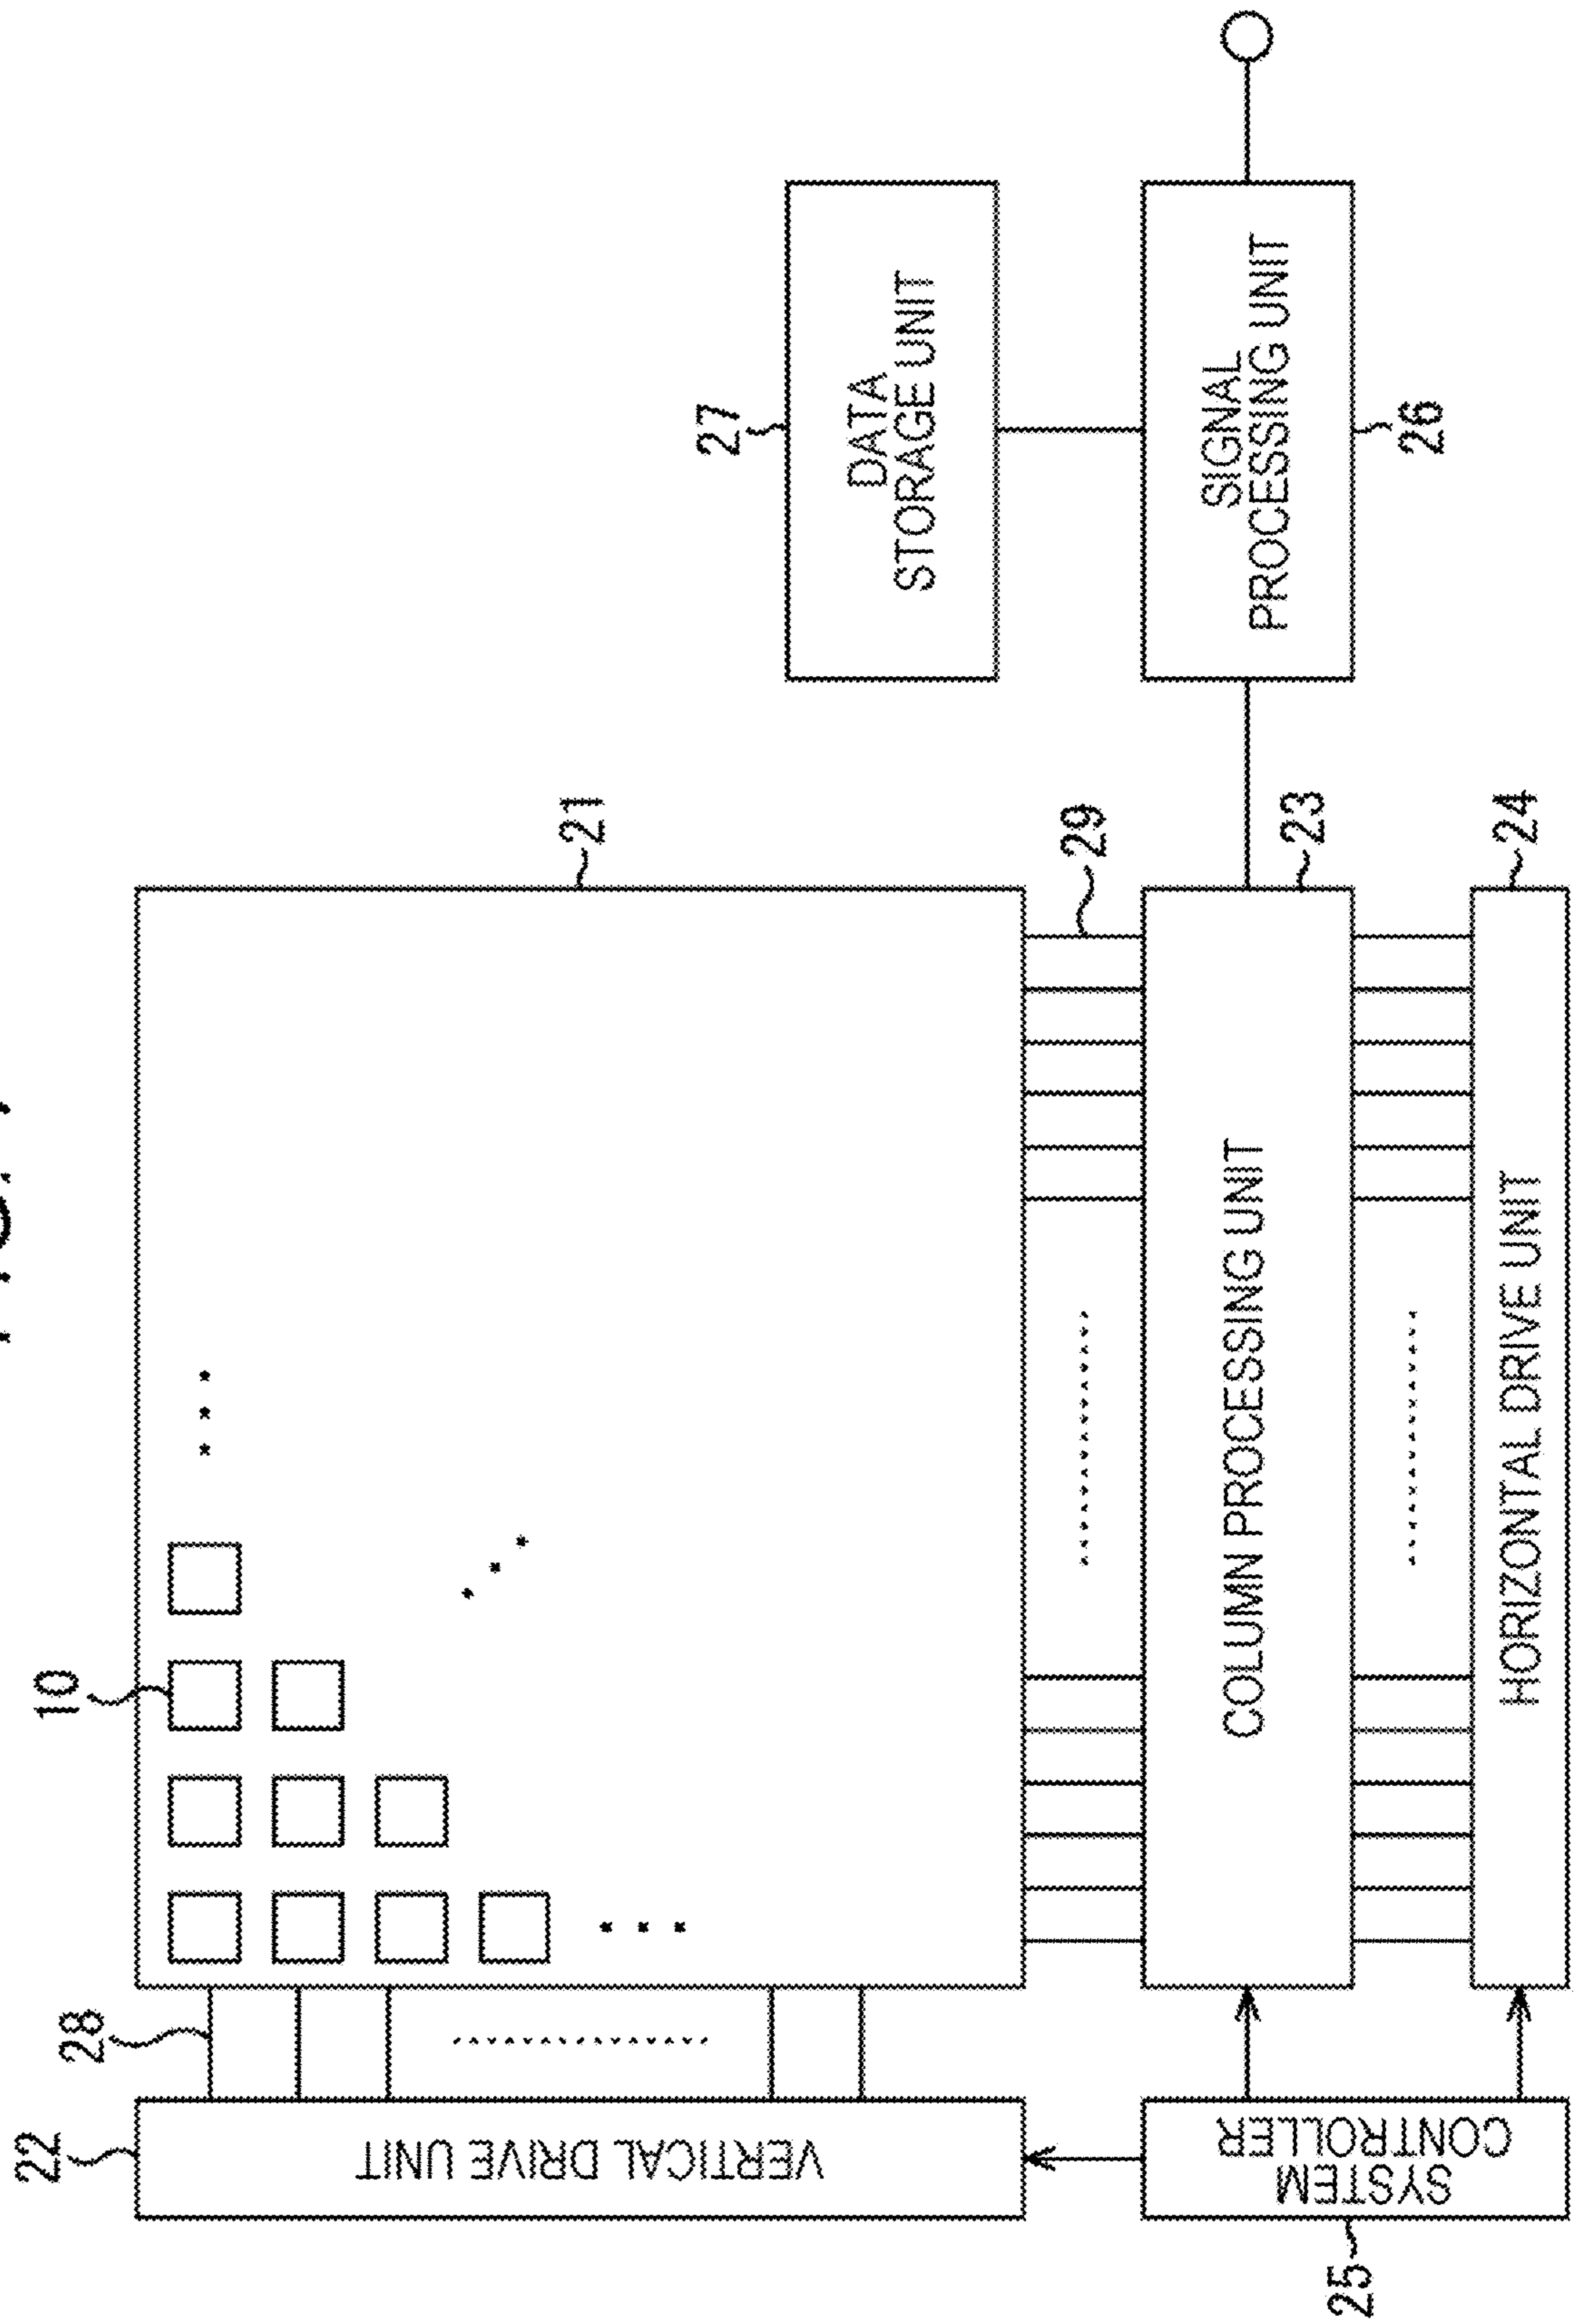 22
28
10
VERTICAL DRIVE UNIT
21
27
DATA
STORAGE UNIT
29
25
SYSTEM
CONTROLLER
COLUMN PROCESSING UNIT
23
SIGNAL
PROCESSING UNIT
26
HORIZONTAL DRIVE UNIT
24